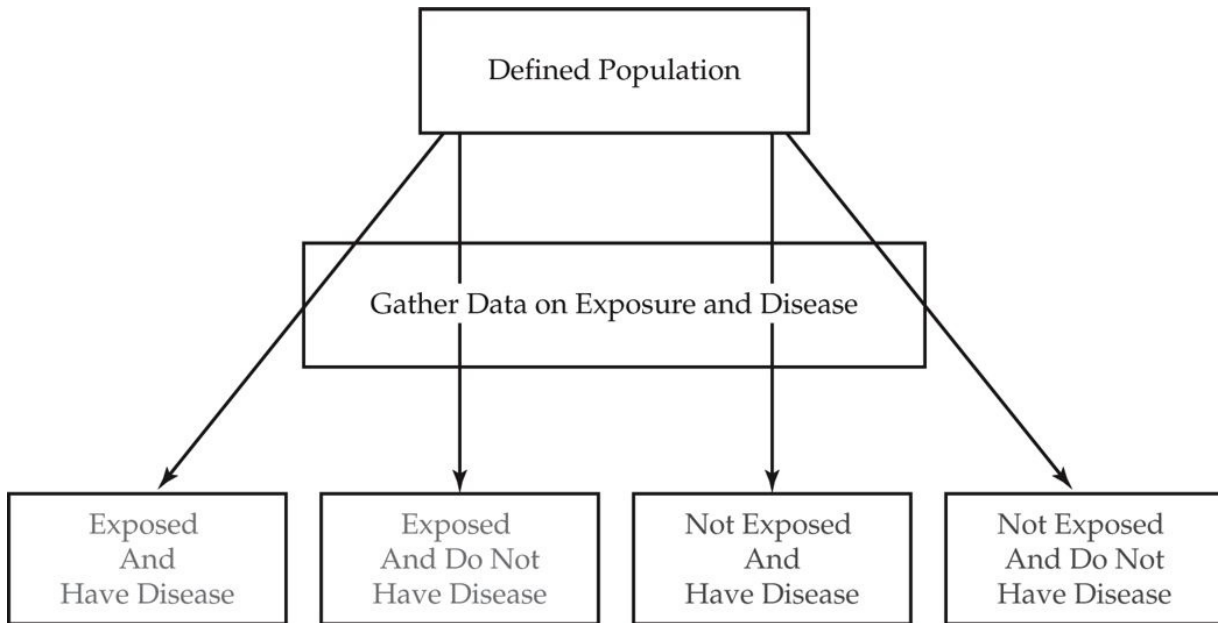 Defined Population
Gather Data on Exposure and Disease
Exposed
And
Have Disease
Exposed
And Do Not
Have Disease
Not Exposed
And
Have Disease
Not Exposed
And Do Not
Have Disease